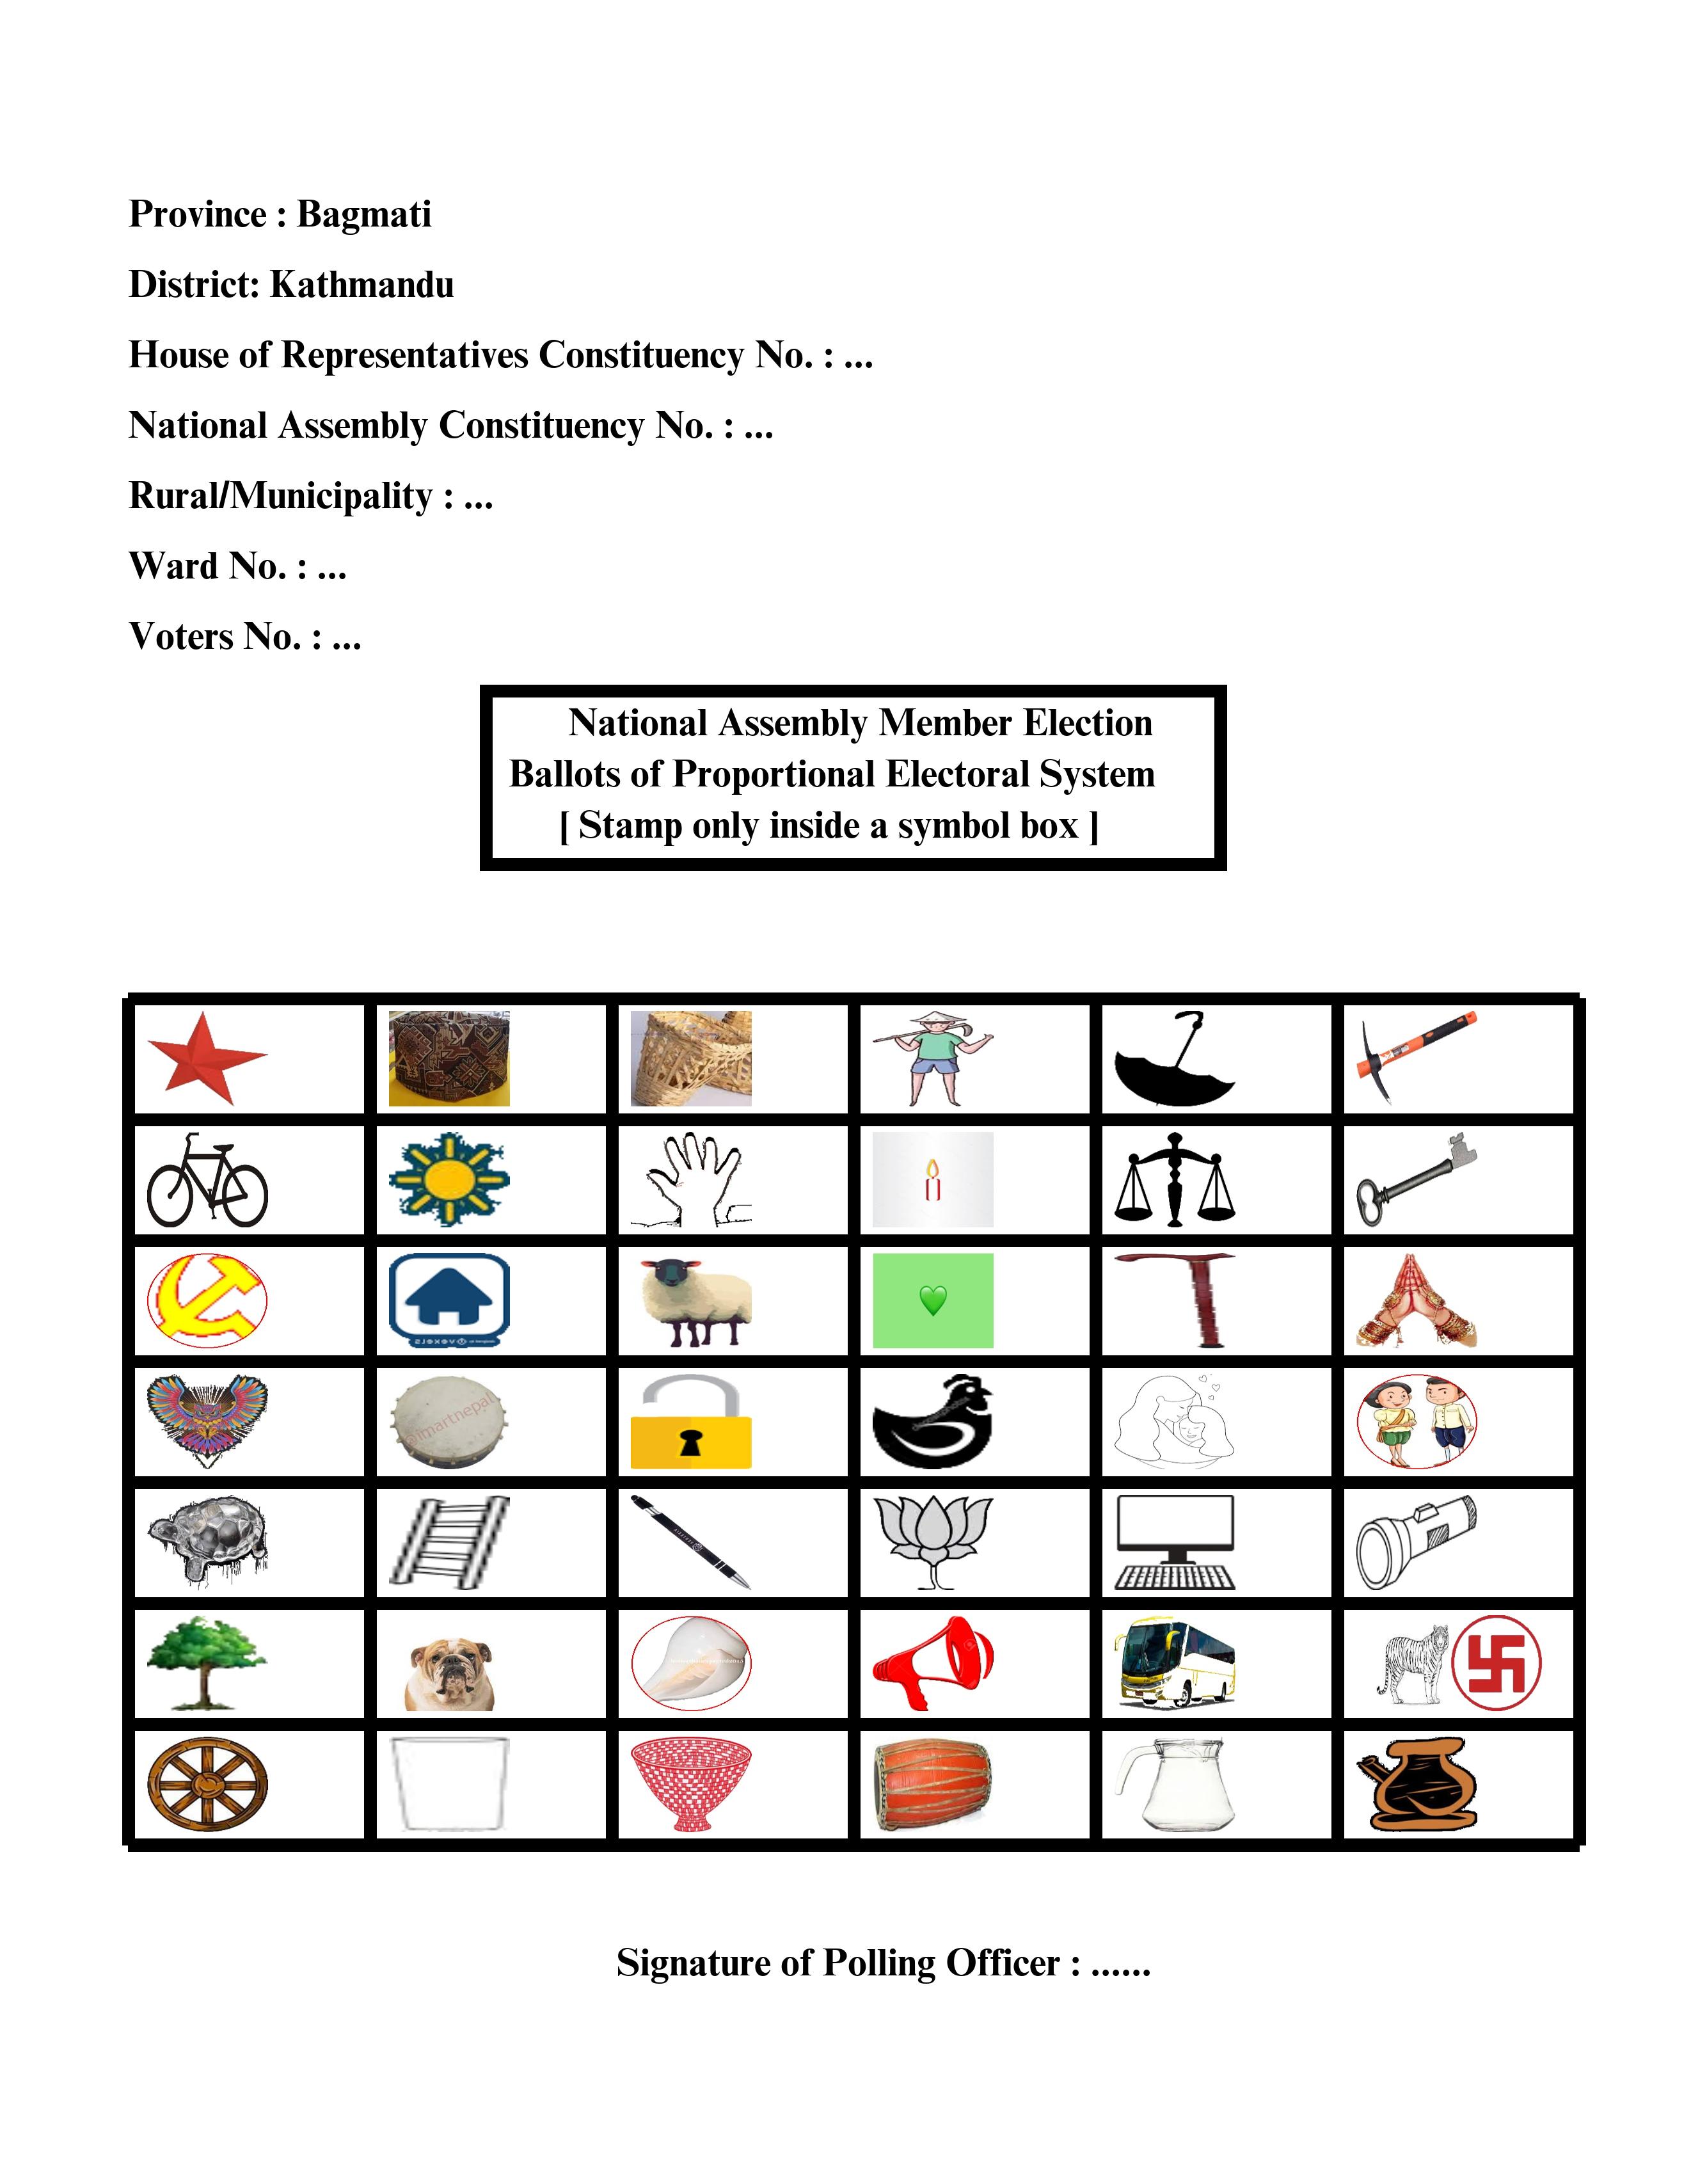 Province : Bagmati
District: Kathmandu
House of Representatives Constituency No. : ...
National Assembly Constituency No. : ...
Rural/Municipality : ...
Ward No. : ...
Voters No. : ...
National Assembly Member Election
Ballots of Proportional Electoral System
[ Stamp only inside a symbol box ]
Signature of Polling Officer : ......